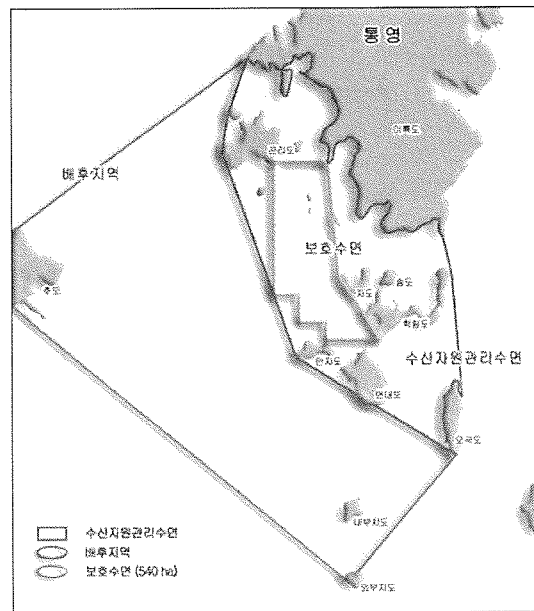 통영
미륵도
곤리도
배후지역
보호수면
추도
지도
송도
학림도
수산자원관리수면
만지도
연대도
오곡도
내부지도
외부지도
수산자원관리수면
배후지역
보호수면 (540 ha)